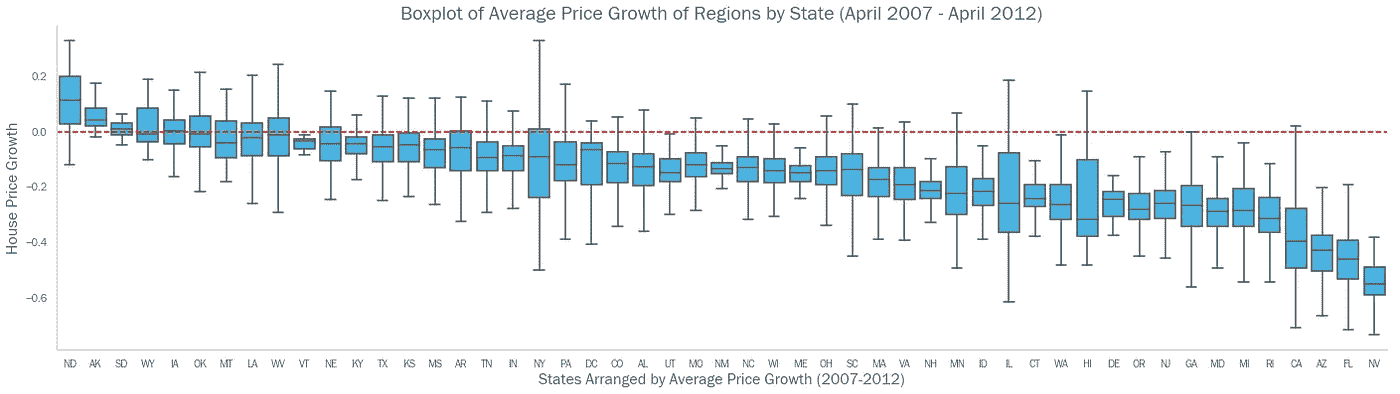 Boxplot of Average Price Growth of Regions by State (April 2007 - April 2012)
House Price Growth
0.2
0.0
−0.2
−0.4
−0.6
ND AK SD WY IA OK MT LA WV VT NE KY TX KS MS AR TN IN NY PA DC CO AL UT MO NM NC WI ME OH SC MA VA NH MN ID IL CT WA HI DE OR NJ GA MD MI RI CA AZ FL NV
States Arranged by Average Price Growth (2007-2012)